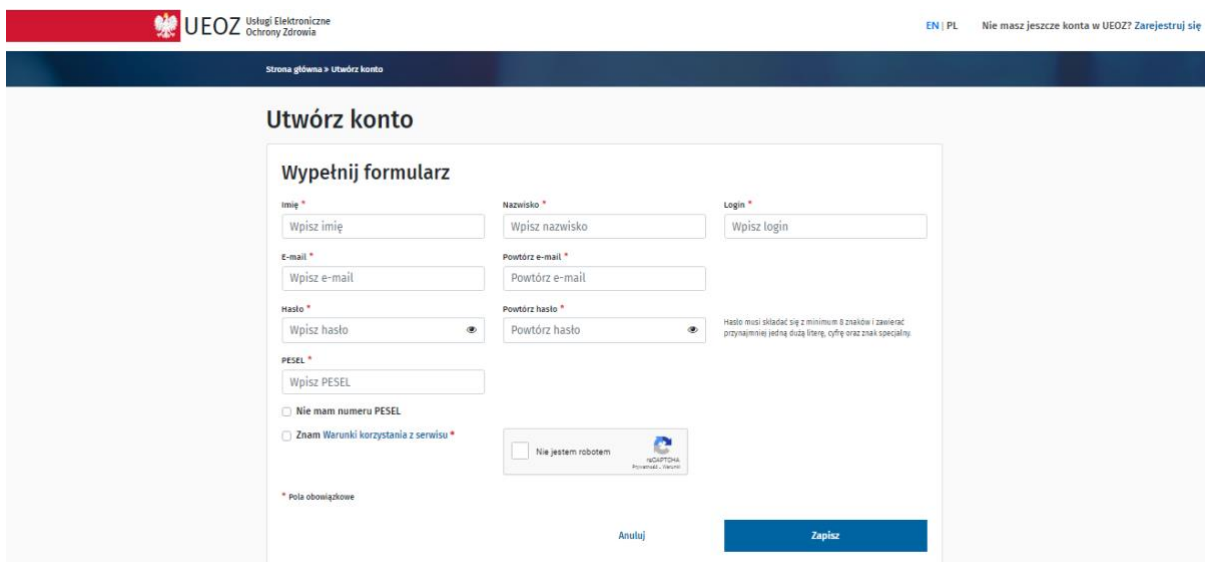 UEOZ Usługi Elektroniczne
Ochrony Zdrowia
EN | PL Nie masz jeszcze konta w UEOZ? Zarejestruj się
Strona główna > Utwórz konto
Utwórz konto
Wypełnij formularz
Imię * Nazwisko * Login *
Wpisz imię Wpisz nazwisko Wpisz login
E-mail * Powtórz e-mail *
Wpisz e-mail Powtórz e-mail
Hasło * Powtórz hasło *
Wpisz hasło Powtórz hasło
Hasło musi składać się z minimum 8 znaków i zawierać
przynajmniej jedną dużą literę, cyfrę oraz znak specjalny.
PESEL *
Wpisz PESEL
Nie mam numeru PESEL
Znam Warunki korzystania z serwisu *
Nie jestem robotem
reCAPTCHA
Prywatność - Warunki
* Pola obowiązkowe
Anuluj Zapisz